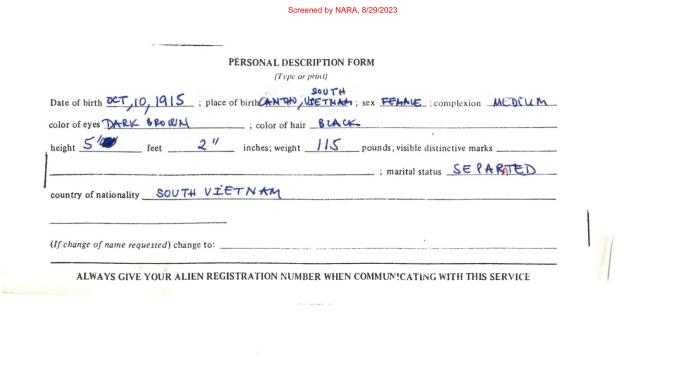 Screened by NARA, 8/29/2023
PERSONAL DESCRIPTION FORM
(Type or print)
SOUTH
Date of birth OCT, 10, 1915 ; place of birth CANTHO, VIETNAM ; sex FEMALE ; complexion MEDIUM
color of eyes DARK BROWN ; color of hair BLACK
height 5' feet 2" inches; weight 115 pounds; visible distinctive marks
; marital status SEPARATED
country of nationality SOUTH VIETNAM
(If change of name requested) change to:
ALWAYS GIVE YOUR ALIEN REGISTRATION NUMBER WHEN COMMUNICATING WITH THIS SERVICE